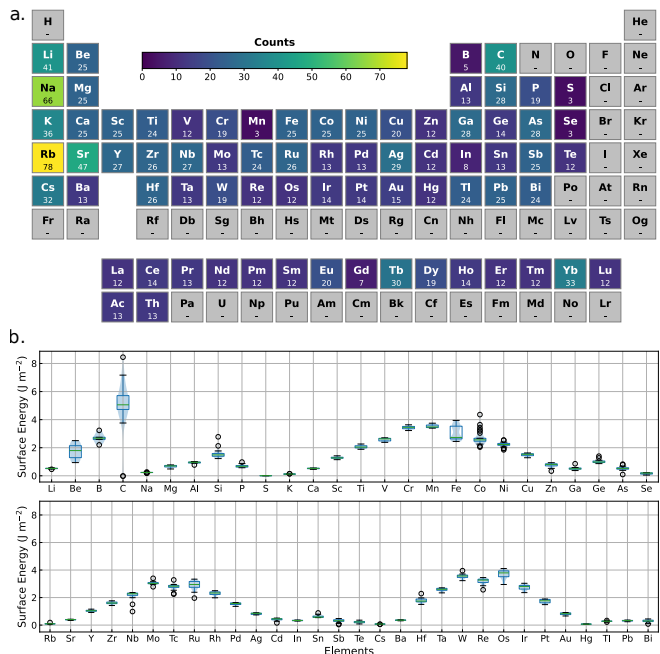 a.
H He
- -
Counts
0 10 20 30 40 50 60 70
Li Be B C N O F Ne
41 25 5 40 - - - -
Na Mg Al Si P S Cl Ar
66 25 13 28 19 3 - -
K Ca Sc Ti V Cr Mn Fe Co Ni Cu Zn Ga Ge As Se Br Kr
36 25 25 24 12 19 3 25 25 25 20 12 28 14 28 3 - -
Rb Sr Y Zr Nb Mo Tc Ru Rh Pd Ag Cd In Sn Sb Te I Xe
78 47 27 26 27 13 24 26 13 13 29 12 8 13 25 12 - -
Cs Ba Hf Ta W Re Os Ir Pt Au Hg Tl Pb Bi Po At Rn
32 13 26 13 19 12 12 14 14 15 12 24 25 24 - - -
Fr Ra Rf Db Sg Bh Hs Mt Ds Rg Cn Nh Fl Mc Lv Ts Og
- - - - - - - - - - - - - - - - -
La Ce Pr Nd Pm Sm Eu Gd Tb Dy Ho Er Tm Yb Lu
12 14 13 12 12 12 20 7 30 19 14 12 12 33 12
Ac Th Pa U Np Pu Am Cm Bk Cf Es Fm Md No Lr
13 13 - - - - - - - - - - - - -
b.
Surface Energy (J m⁻²)
8
6
4
2
0
Li Be B C Na Mg Al Si P S K Ca Sc Ti V Cr Mn Fe Co Ni Cu Zn Ga Ge As Se
Surface Energy (J m⁻²)
8
6
4
2
0
Rb Sr Y Zr Nb Mo Tc Ru Rh Pd Ag Cd In Sn Sb Te Cs Ba Hf Ta W Re Os Ir Pt Au Hg Tl Pb Bi
Elements